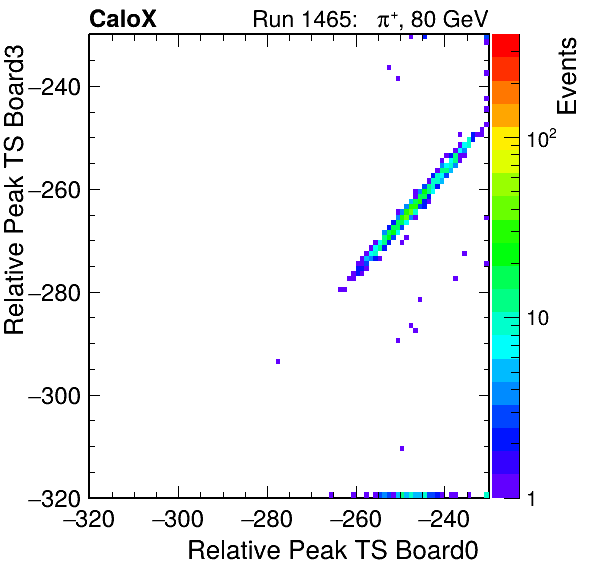 CaloX Run 1465: π⁺, 80 GeV
Relative Peak TS Board3
−240
−260
−280
−300
−320
−320 −300 −280 −260 −240
Relative Peak TS Board0
Events
10²
10
1